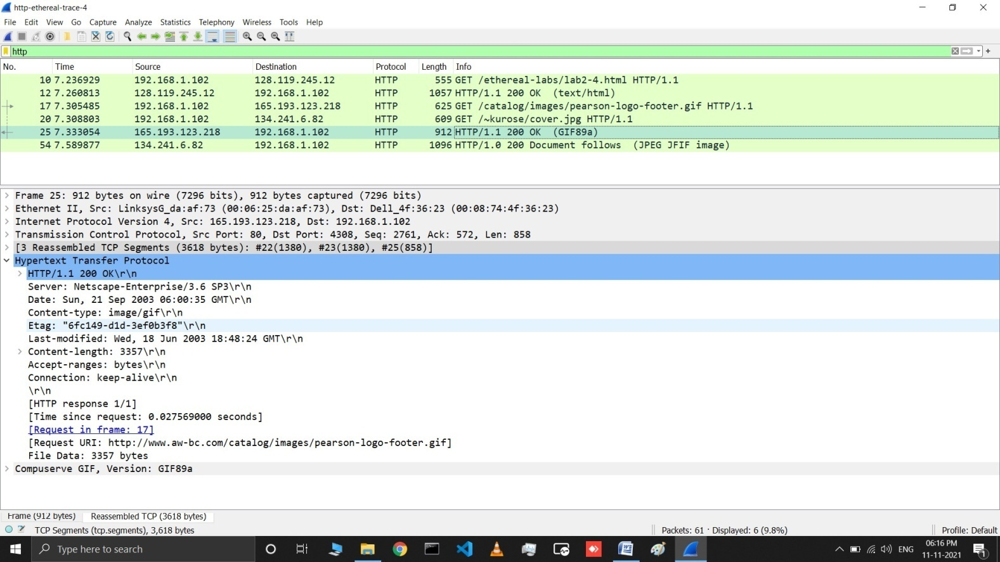 http-ethereal-trace-4
File Edit View Go Capture Analyze Statistics Telephony Wireless Tools Help
http
No. Time Source Destination Protocol Length Info
10 7.236929 192.168.1.102 128.119.245.12 HTTP 555 GET /ethereal-labs/lab2-4.html HTTP/1.1
12 7.260813 128.119.245.12 192.168.1.102 HTTP 1057 HTTP/1.1 200 OK (text/html)
17 7.305485 192.168.1.102 165.193.123.218 HTTP 625 GET /catalog/images/pearson-logo-footer.gif HTTP/1.1
20 7.308803 192.168.1.102 134.241.6.82 HTTP 609 GET /~kurose/cover.jpg HTTP/1.1
25 7.333054 165.193.123.218 192.168.1.102 HTTP 912 HTTP/1.1 200 OK (GIF89a)
54 7.589877 134.241.6.82 192.168.1.102 HTTP 1096 HTTP/1.0 200 Document follows (JPEG JFIF image)
Frame 25: 912 bytes on wire (7296 bits), 912 bytes captured (7296 bits)
Ethernet II, Src: LinksysG_da:af:73 (00:06:25:da:af:73), Dst: Dell_4f:36:23 (00:08:74:4f:36:23)
Internet Protocol Version 4, Src: 165.193.123.218, Dst: 192.168.1.102
Transmission Control Protocol, Src Port: 80, Dst Port: 4308, Seq: 2761, Ack: 572, Len: 858
[3 Reassembled TCP Segments (3618 bytes): #22(1380), #23(1380), #25(858)]
Hypertext Transfer Protocol
HTTP/1.1 200 OK\r\n
Server: Netscape-Enterprise/3.6 SP3\r\n
Date: Sun, 21 Sep 2003 06:00:35 GMT\r\n
Content-type: image/gif\r\n
Etag: "6fc149-d1d-3ef0b3f8"\r\n
Last-modified: Wed, 18 Jun 2003 18:48:24 GMT\r\n
Content-length: 3357\r\n
Accept-ranges: bytes\r\n
Connection: keep-alive\r\n
\r\n
[HTTP response 1/1]
[Time since request: 0.027569000 seconds]
[Request in frame: 17]
[Request URI: http://www.aw-bc.com/catalog/images/pearson-logo-footer.gif]
File Data: 3357 bytes
Compuserve GIF, Version: GIF89a
Frame (912 bytes) Reassembled TCP (3618 bytes)
TCP Segments (tcp.segments), 3,618 bytes Packets: 61 · Displayed: 6 (9.8%) Profile: Default
Type here to search ENG 06:16 PM
11-11-2021 1